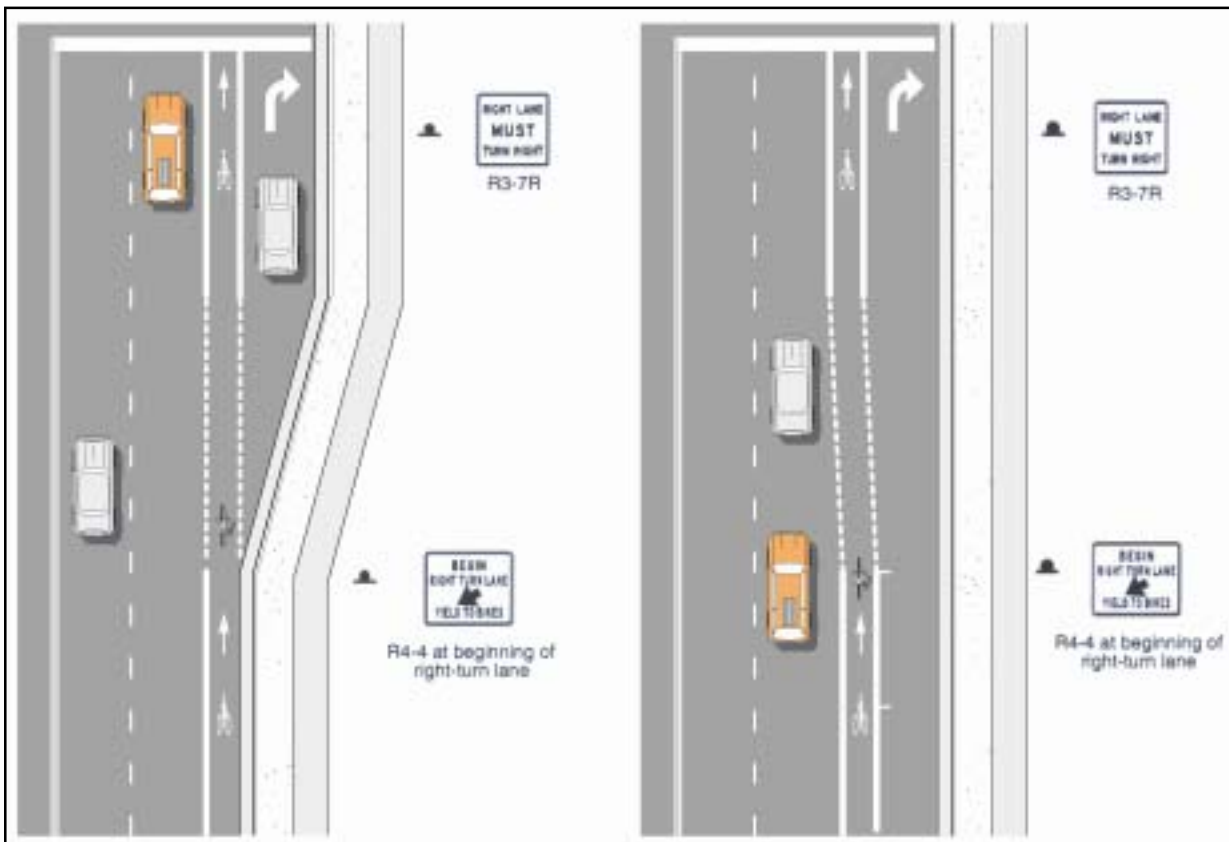 RIGHT LANE
MUST
TURN RIGHT
R3-7R
BEGIN
RIGHT TURN LANE
YIELD TO BIKES
R4-4 at beginning of
right-turn lane
RIGHT LANE
MUST
TURN RIGHT
R3-7R
BEGIN
RIGHT TURN LANE
YIELD TO BIKES
R4-4 at beginning of
right-turn lane